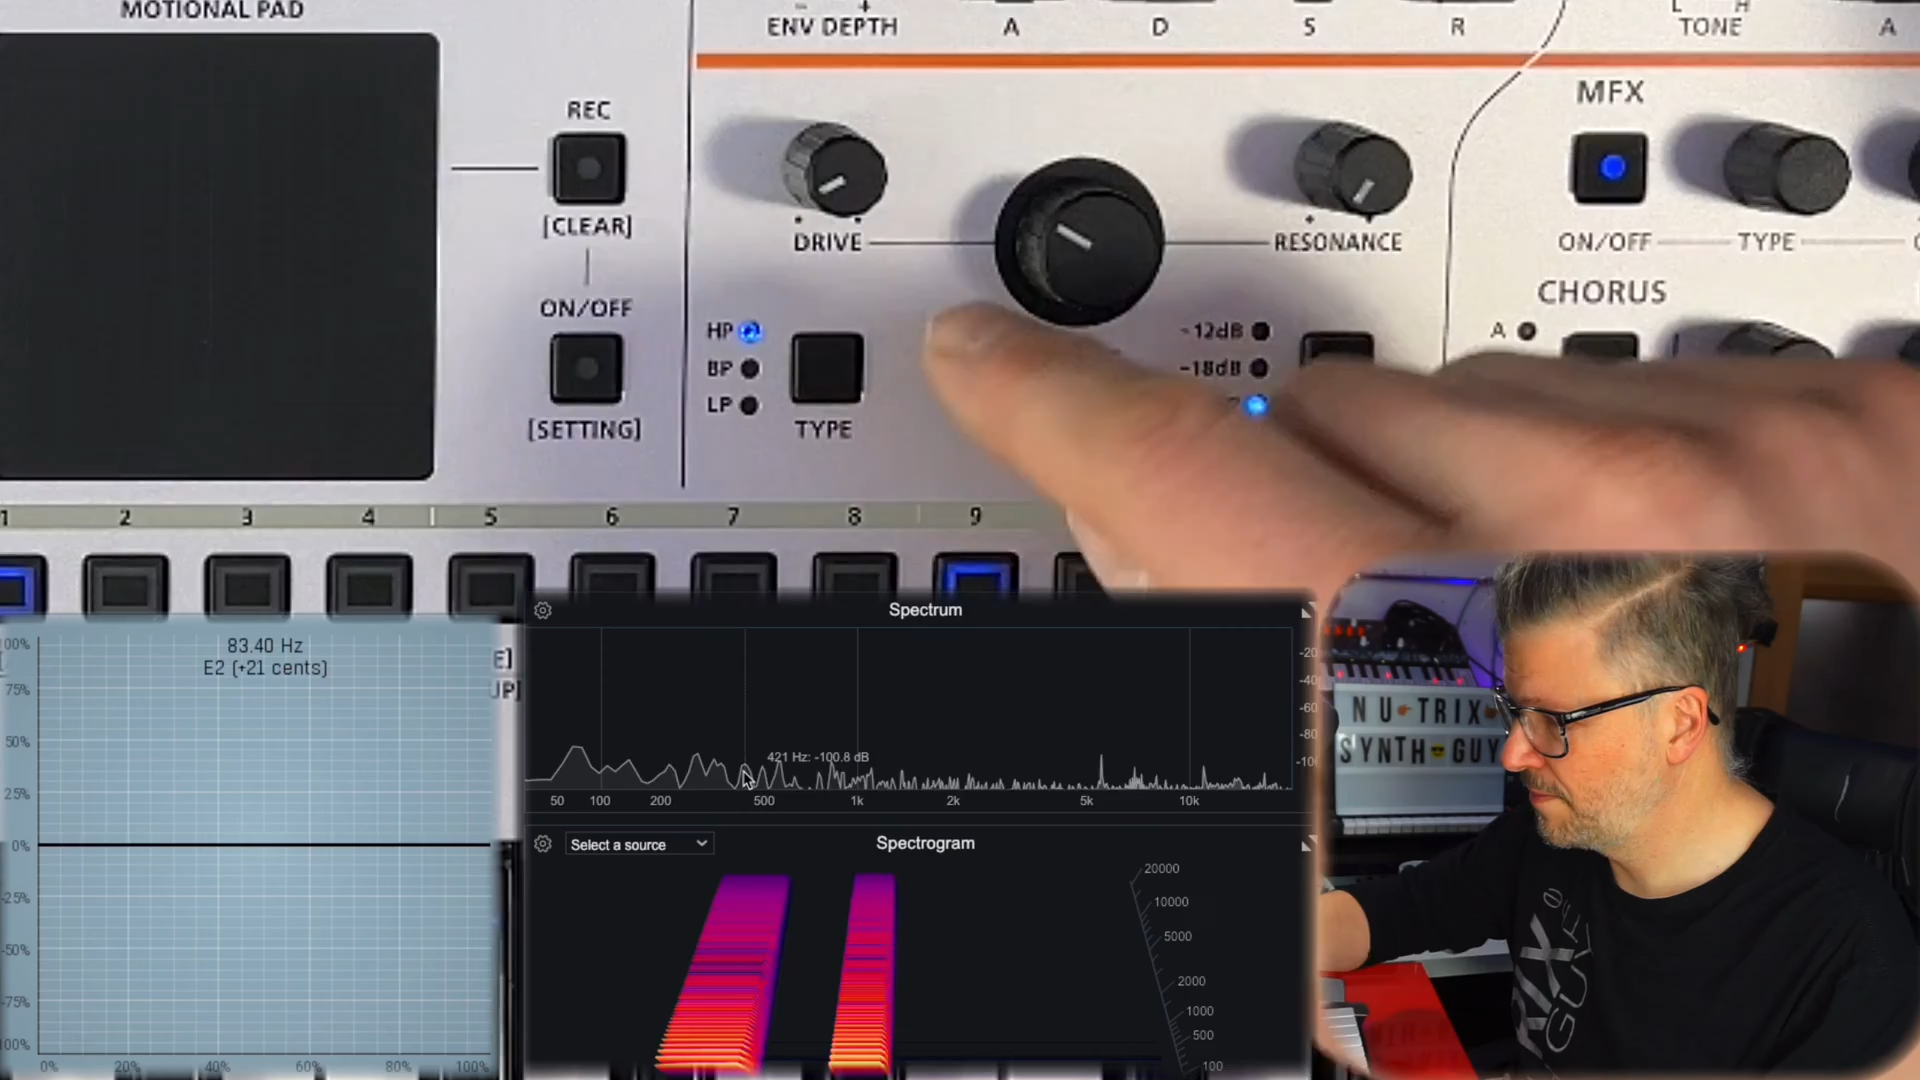 MOTIONAL PAD
- +
ENV DEPTH
A
D
S
R
L H
TONE
A
REC
[CLEAR]
ON/OFF
[SETTING]
DRIVE
RESONANCE
MFX
ON/OFF
TYPE
CHORUS
A
HP
BP
LP
TYPE
-12dB
-18dB
1 2 3 4 5 6 7 8 9
83.40 Hz
E2 (+21 cents)
75%
50%
25%
0%
-25%
-50%
-75%
0% 20% 40% 60% 80% 100%
Spectrum
-20
-40
-60
-80
421 Hz: -100.8 dB
50 100 200 500 1k 2k 5k 10k
Select a source
Spectrogram
20000
10000
5000
2000
1000
500
100
NU TRIX
SYNTH GUY